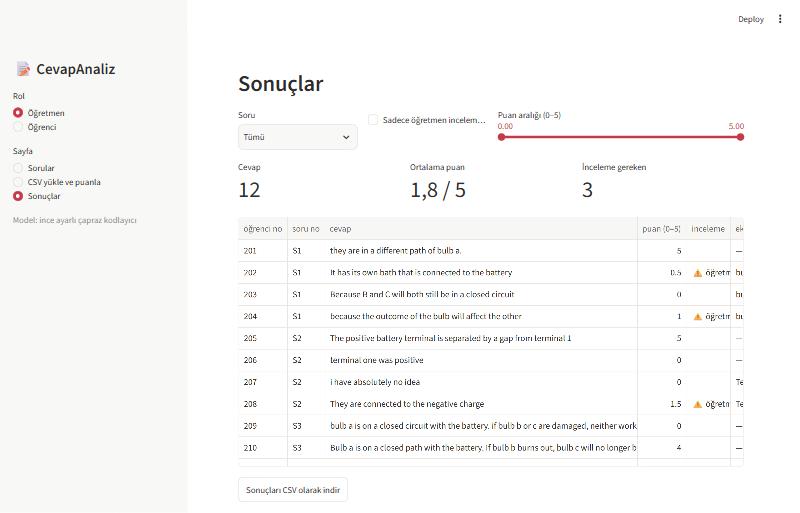 Deploy
CevapAnaliz
Rol
Öğretmen
Öğrenci
Sayfa
Sorular
CSV yükle ve puanla
Sonuçlar
Model: ince ayarlı çapraz kodlayıcı
Sonuçlar
Soru
Tümü
Sadece öğretmen incelem...
Puan aralığı (0–5)
0.00 5.00
Cevap
12
Ortalama puan
1,8 / 5
İnceleme gereken
3
öğrenci no soru no cevap puan (0–5) inceleme
201 S1 they are in a different path of bulb a. 5 —
202 S1 It has its own bath that is connected to the battery 0.5 ⚠ öğretm bu
203 S1 Because B and C will both still be in a closed circuit 0 bu
204 S1 because the outcome of the bulb will affect the other 1 ⚠ öğretm bu
205 S2 The positive battery terminal is separated by a gap from terminal 1 5 —
206 S2 terminal one was positive 0 —
207 S2 i have absolutely no idea 0 Te
208 S2 They are connected to the negative charge 1.5 ⚠ öğretm Te
209 S3 bulb a is on a closed circuit with the battery. if bulb b or c are damaged, neither work 0 —
210 S3 Bulb a is on a closed path with the battery. If bulb b burns out, bulb c will no longer b 4 —
Sonuçları CSV olarak indir